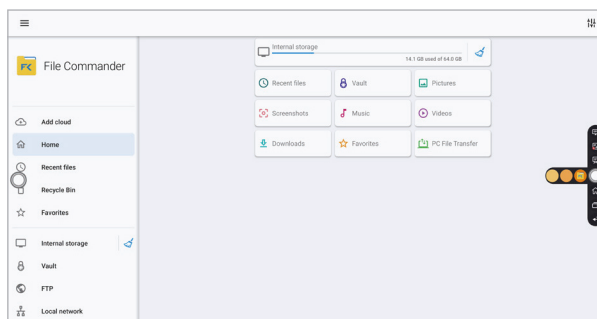 File Commander
Add cloud
Home
Recent files
Recycle Bin
Favorites
Internal storage
Vault
FTP
Local network
Internal storage
14.1 GB used of 64.0 GB
Recent files
Vault
Pictures
Screenshots
Music
Videos
Downloads
Favorites
PC File Transfer